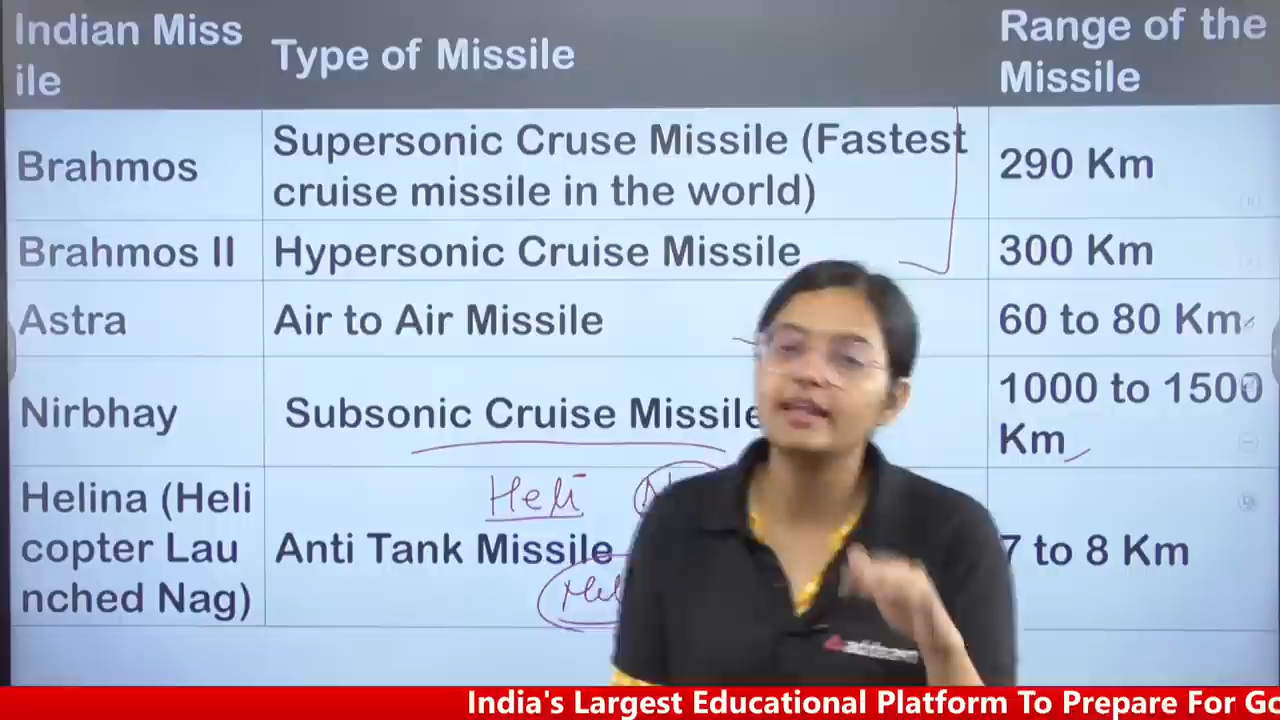 Indian Miss
ile
Type of Missile
Range of the
Missile
Brahmos
Supersonic Cruse Missile (Fastest
cruise missile in the world)
290 Km
Brahmos II
Hypersonic Cruise Missile
300 Km
Astra
Air to Air Missile
60 to 80 Km
Nirbhay
Subsonic Cruise Missile
1000 to 1500
Km
Helina (Heli
copter Lau
nched Nag)
Heli
Anti Tank Missile
7 to 8 Km
India's Largest Educational Platform To Prepare For Go